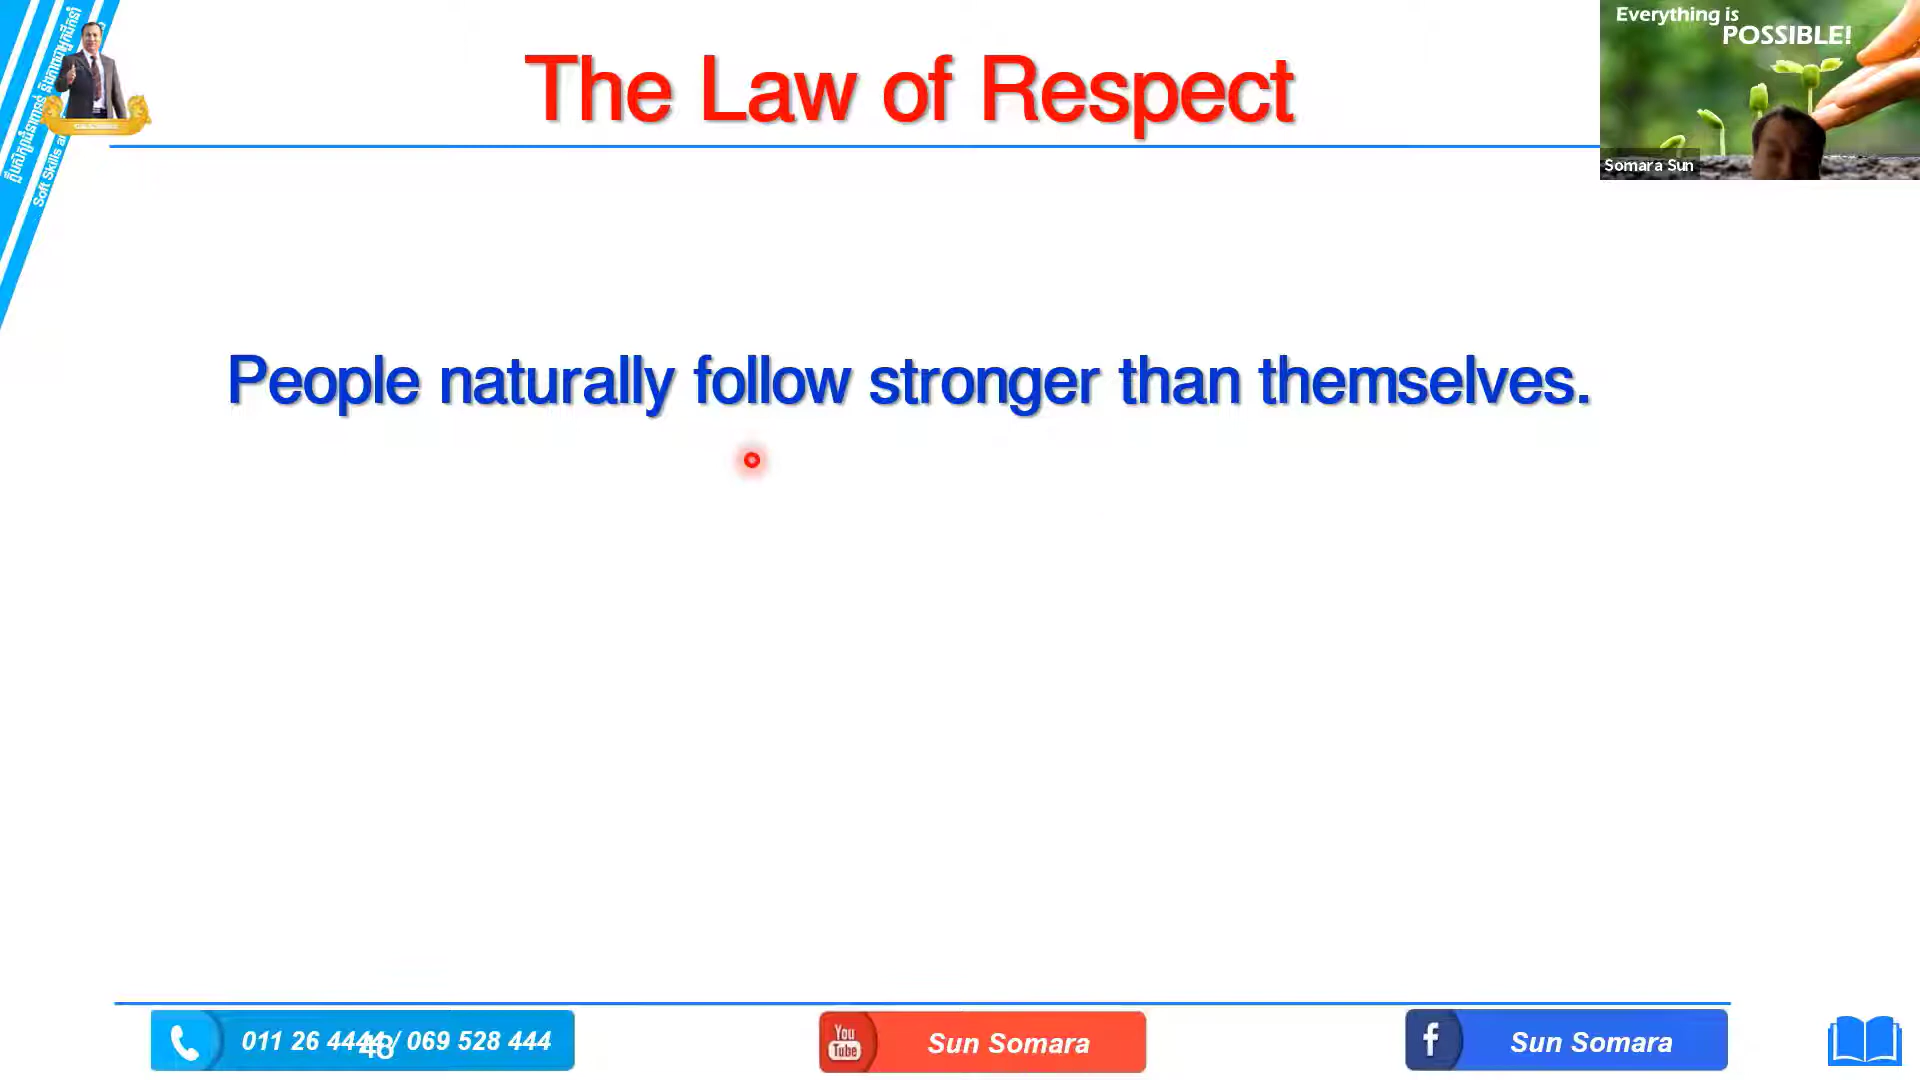 The Law of Respect
Everything is
POSSIBLE!
Somara Sun
People naturally follow stronger than themselves.
011 26 4444 / 069 528 444
48
You
Tube
Sun Somara
Sun Somara